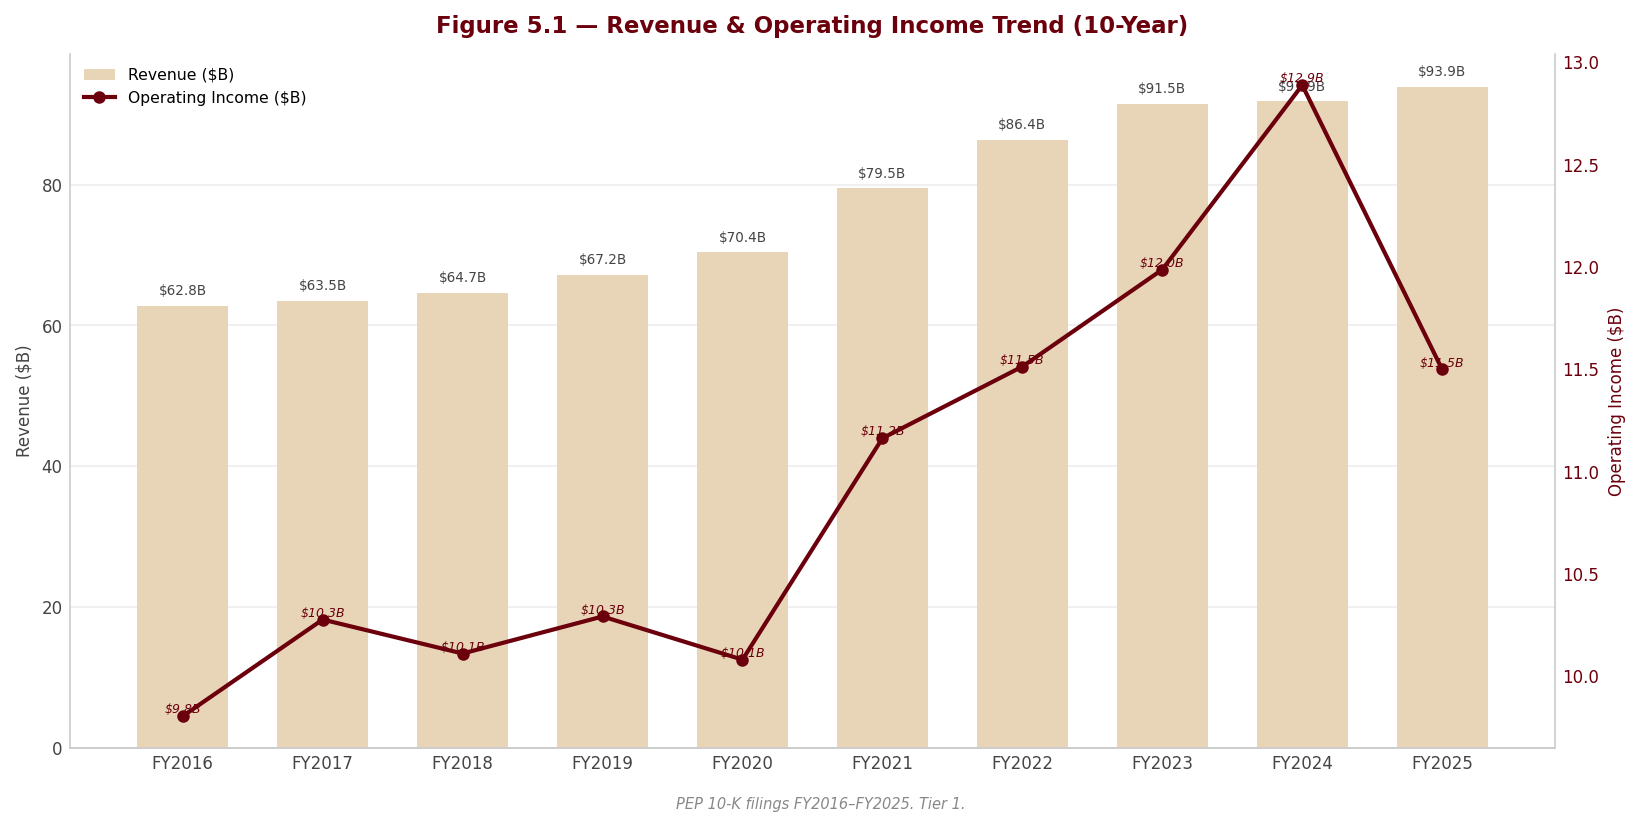 Figure 5.1 — Revenue & Operating Income Trend (10-Year)
Revenue ($B)
Operating Income ($B)
$62.8B
$63.5B
$64.7B
$67.2B
$70.4B
$79.5B
$86.4B
$91.5B
$91.9B
$93.9B
$9.8B
$10.3B
$10.1B
$10.3B
$10.1B
$11.2B
$11.5B
$12.0B
$12.9B
$11.5B
80
60
40
20
0
Revenue ($B)
13.0
12.5
12.0
11.5
11.0
10.5
10.0
Operating Income ($B)
FY2016 FY2017 FY2018 FY2019 FY2020 FY2021 FY2022 FY2023 FY2024 FY2025
PEP 10-K filings FY2016–FY2025. Tier 1.